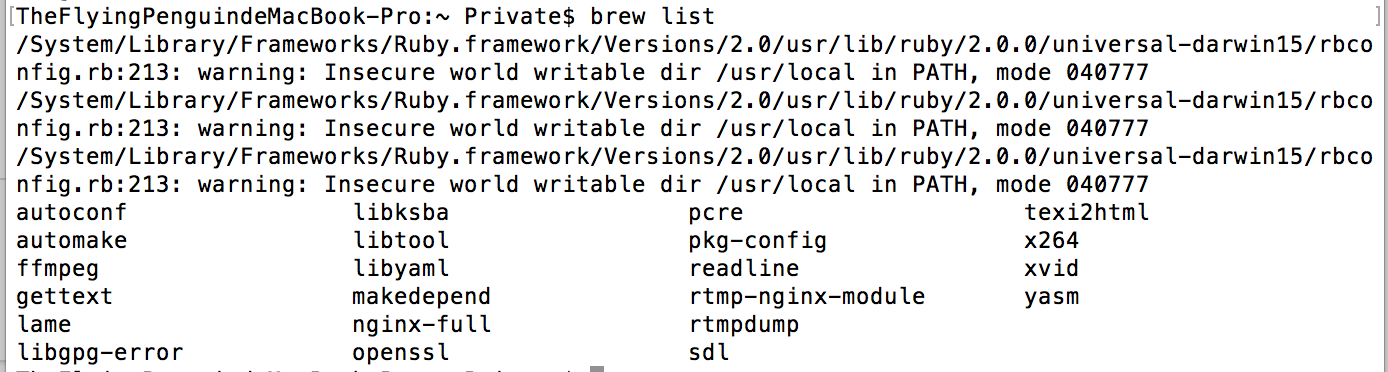 [TheFlyingPenguindeMacBook-Pro:~ Private$ brew list ]
/System/Library/Frameworks/Ruby.framework/Versions/2.0/usr/lib/ruby/2.0.0/universal-darwin15/rbco
nfig.rb:213: warning: Insecure world writable dir /usr/local in PATH, mode 040777
/System/Library/Frameworks/Ruby.framework/Versions/2.0/usr/lib/ruby/2.0.0/universal-darwin15/rbco
nfig.rb:213: warning: Insecure world writable dir /usr/local in PATH, mode 040777
/System/Library/Frameworks/Ruby.framework/Versions/2.0/usr/lib/ruby/2.0.0/universal-darwin15/rbco
nfig.rb:213: warning: Insecure world writable dir /usr/local in PATH, mode 040777
autoconf libksba pcre texi2html
automake libtool pkg-config x264
ffmpeg libyaml readline xvid
gettext makedepend rtmp-nginx-module yasm
lame nginx-full rtmpdump
libgpg-error openssl sdl